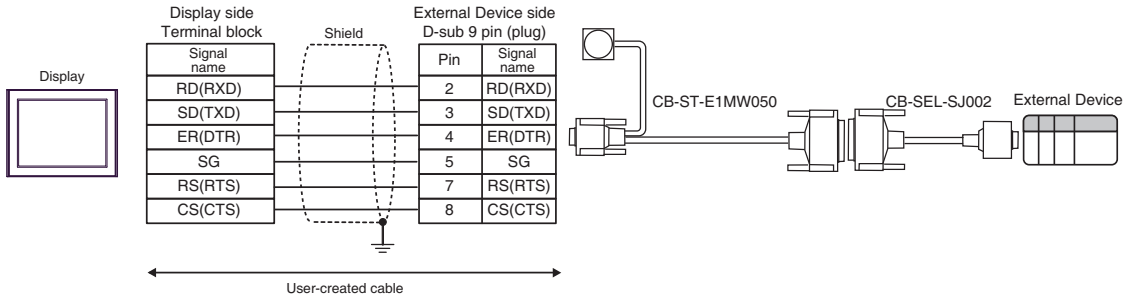 Display side
Terminal block
Shield
External Device side
D-sub 9 pin (plug)
Display
Signal
name
Pin
Signal
name
RD(RXD)
2
RD(RXD)
SD(TXD)
3
SD(TXD)
ER(DTR)
4
ER(DTR)
SG
5
SG
RS(RTS)
7
RS(RTS)
CS(CTS)
8
CS(CTS)
CB-ST-E1MW050
CB-SEL-SJ002
External Device
User-created cable